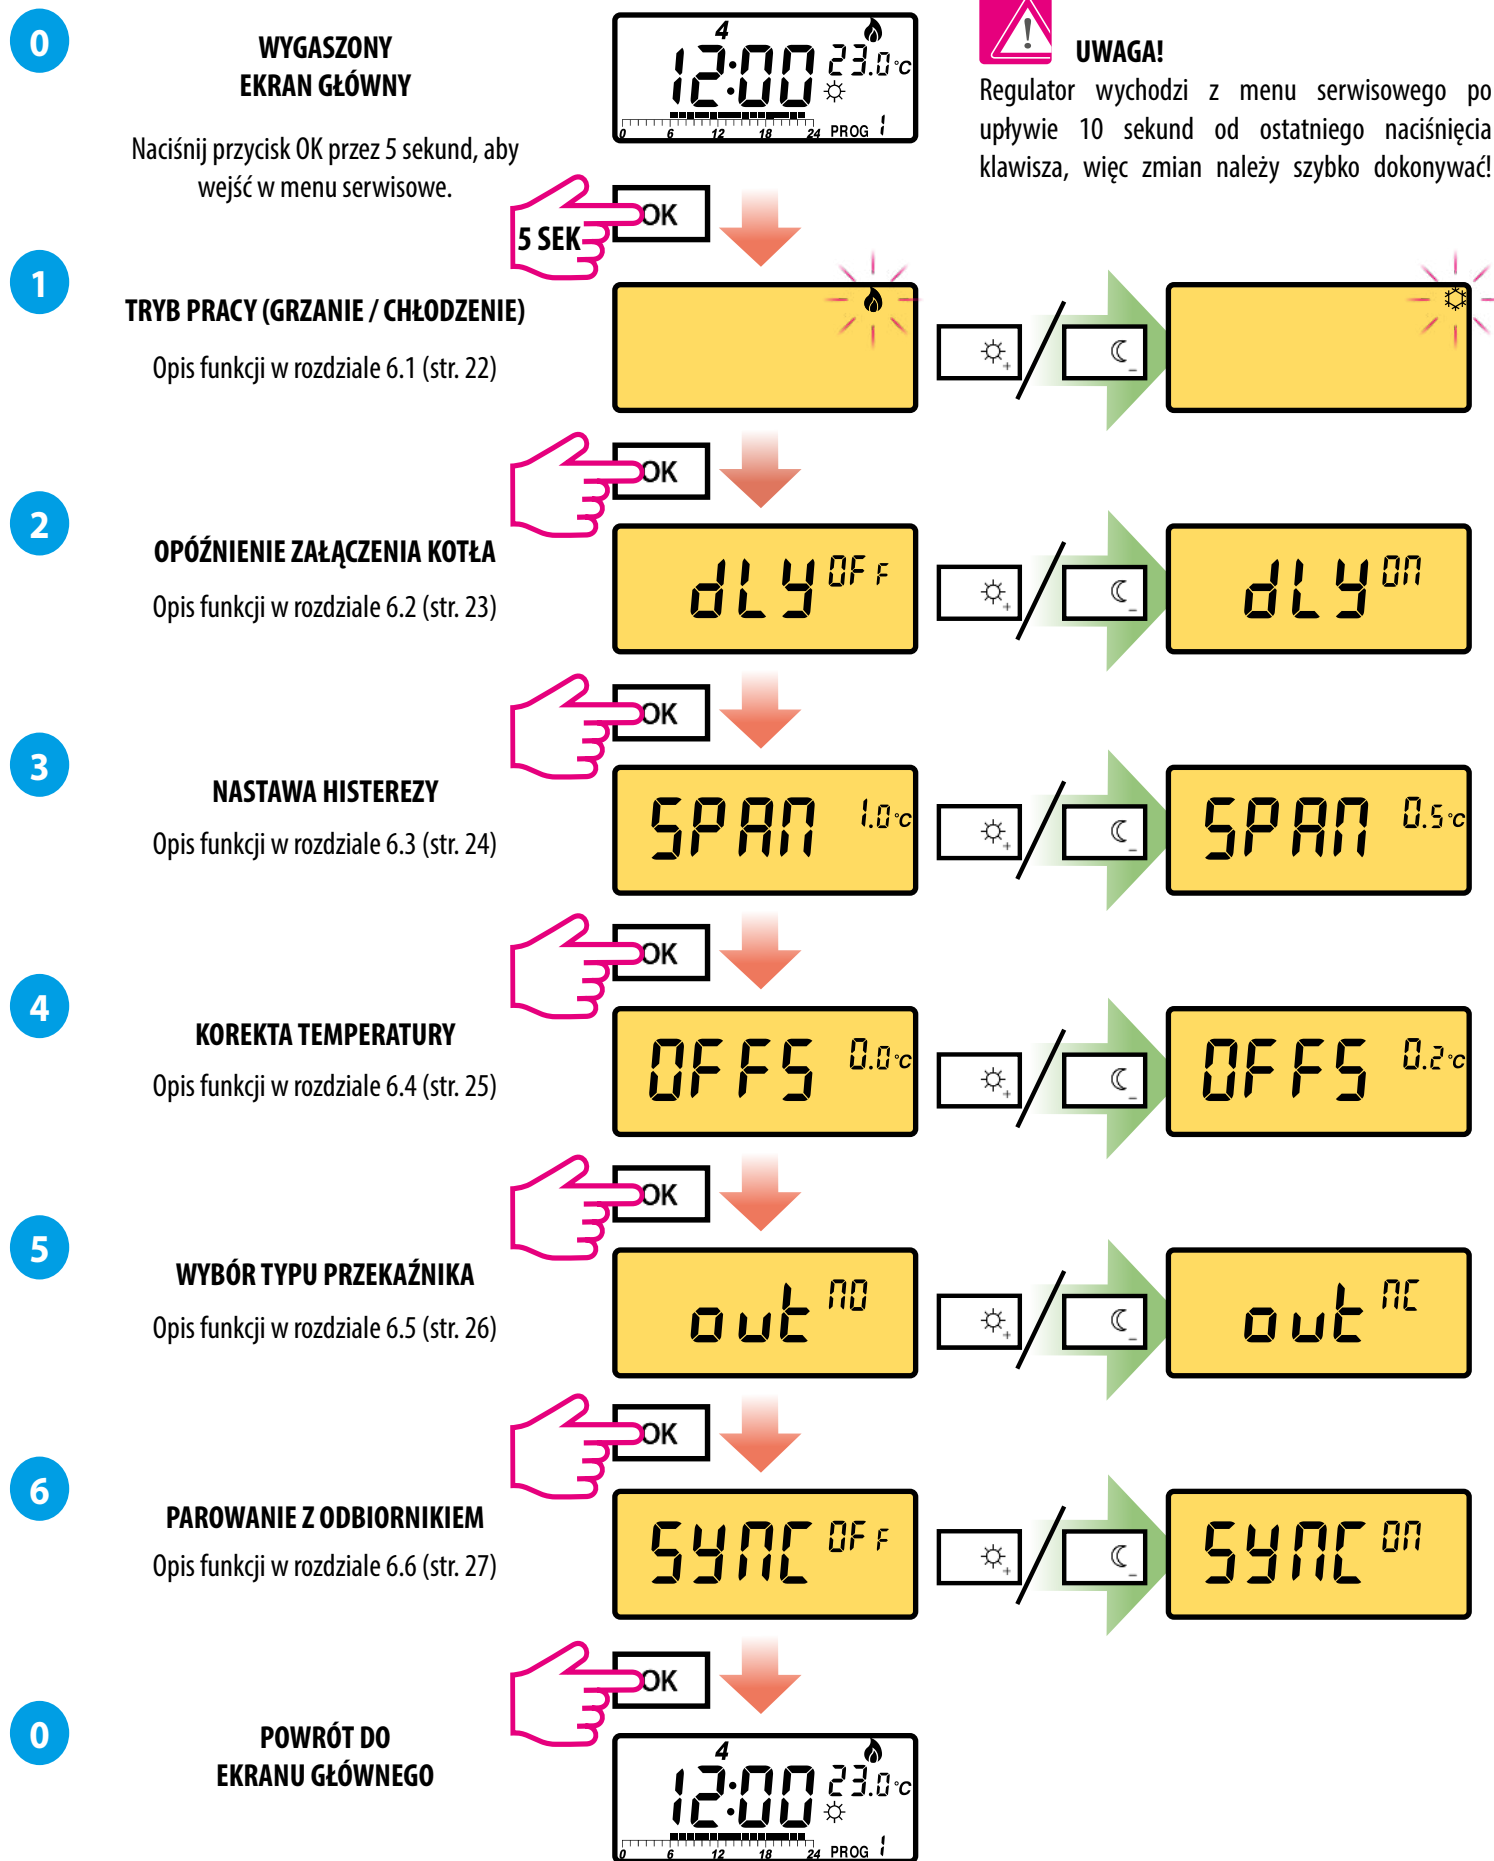 0
WYGASZONY
EKRAN GŁÓWNY
Naciśnij przycisk OK przez 5 sekund, aby
wejść w menu serwisowe.
4
12:00 23.0 °C
0 6 12 18 24 PROG 1
UWAGA!
Regulator wychodzi z menu serwisowego po
upływie 10 sekund od ostatniego naciśnięcia
klawisza, więc zmian należy szybko dokonywać!
5 SEK
OK
1
TRYB PRACY (GRZANIE / CHŁODZENIE)
Opis funkcji w rozdziale 6.1 (str. 22)
+
-
OK
2
OPÓŹNIENIE ZAŁĄCZENIA KOTŁA
Opis funkcji w rozdziale 6.2 (str. 23)
dLY OFF
+
-
dLY ON
OK
3
NASTAWA HISTEREZY
Opis funkcji w rozdziale 6.3 (str. 24)
SPAN 1.0 °C
+
-
SPAN 0.5 °C
OK
4
KOREKTA TEMPERATURY
Opis funkcji w rozdziale 6.4 (str. 25)
OFFS 0.0 °C
+
-
OFFS 0.2 °C
OK
5
WYBÓR TYPU PRZEKAŹNIKA
Opis funkcji w rozdziale 6.5 (str. 26)
out NO
+
-
out NC
OK
6
PAROWANIE Z ODBIORNIKIEM
Opis funkcji w rozdziale 6.6 (str. 27)
SYNC OFF
+
-
SYNC ON
OK
0
POWRÓT DO
EKRANU GŁÓWNEGO
4
12:00 23.0 °C
0 6 12 18 24 PROG 1